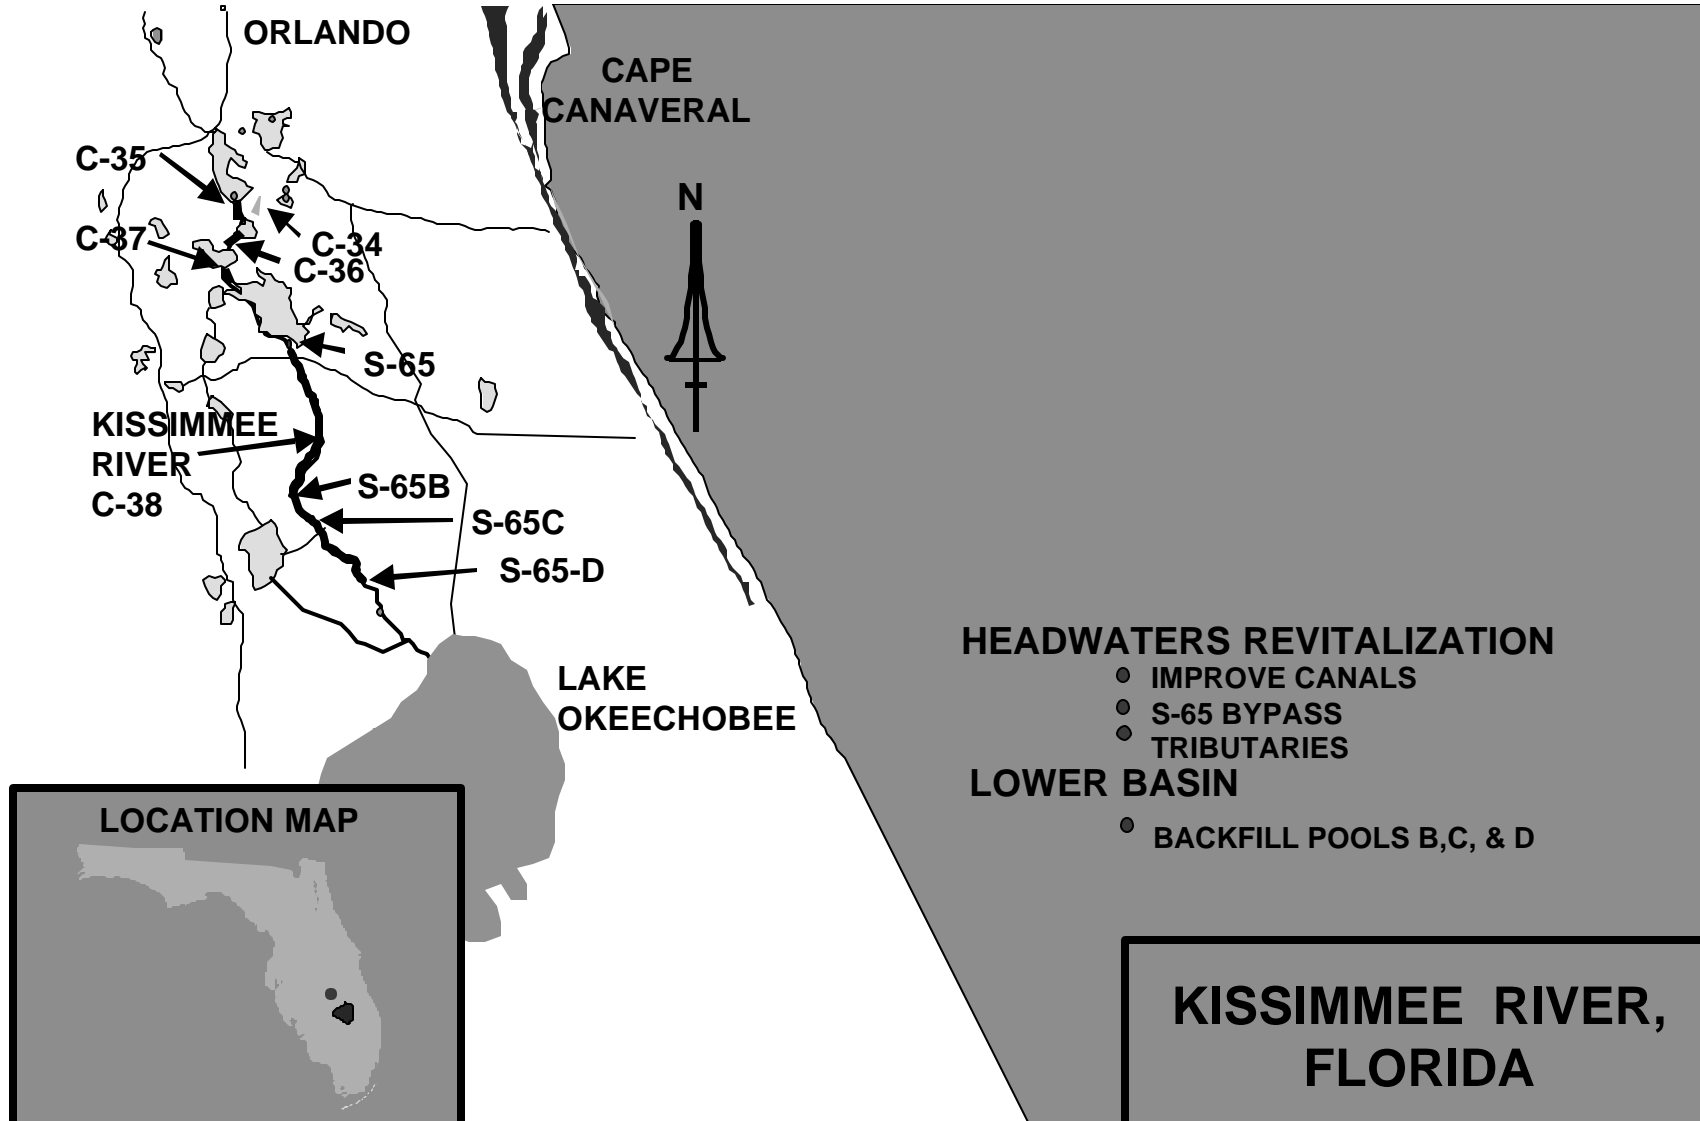 ORLANDO
CAPE
CANAVERAL
C-35
N
C-37
C-34
C-36
S-65
KISSIMMEE
RIVER
C-38
S-65B
S-65C
S-65-D
LAKE
OKEECHOBEE
HEADWATERS REVITALIZATION
IMPROVE CANALS
S-65 BYPASS
TRIBUTARIES
LOWER BASIN
BACKFILL POOLS B,C, & D
LOCATION MAP
KISSIMMEE RIVER,
FLORIDA